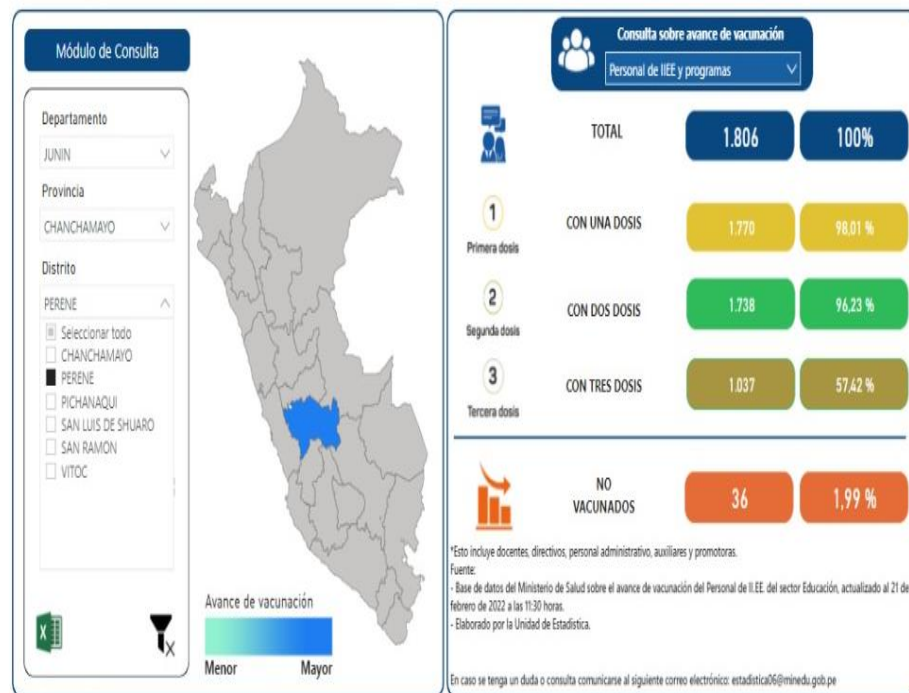 Módulo de Consulta
Departamento
JUNIN
Provincia
CHANCHAMAYO
Distrito
PERENE
Seleccionar todo
CHANCHAMAYO
PERENE
PICHANAQUI
SAN LUIS DE SHUARO
SAN RAMON
VITOC
Avance de vacunación
Menor Mayor
Consulta sobre avance de vacunación
Personal de IIEE y programas
TOTAL 1.806 100%
1
Primera dosis
CON UNA DOSIS 1.770 98,01 %
2
Segunda dosis
CON DOS DOSIS 1.738 96,23 %
3
Tercera dosis
CON TRES DOSIS 1.037 57,42 %
NO
VACUNADOS
36 1,99 %
*Esto incluye docentes, directivos, personal administrativo, auxiliares y promotoras.
Fuente:
- Base de datos del Ministerio de Salud sobre el avance de vacunación del Personal de II.EE. del sector Educación, actualizado al 21 de
febrero de 2022 a las 11:30 horas.
- Elaborado por la Unidad de Estadística.
En caso se tenga un duda o consulta comunicarse al siguiente correo electrónico: estadistica06@minedu.gob.pe